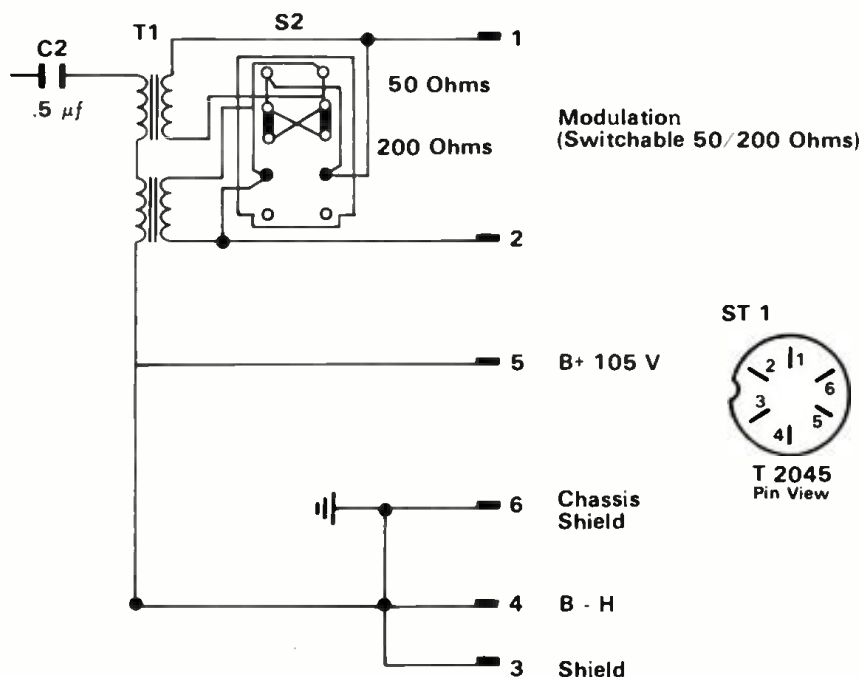 T1
S2
C2
.5 µf
1
50 Ohms
200 Ohms
Modulation
(Switchable 50/200 Ohms)
2
5 B+ 105 V
ST 1
1
2
6
3
5
4
T 2045
Pin View
6 Chassis
Shield
4 B - H
3 Shield